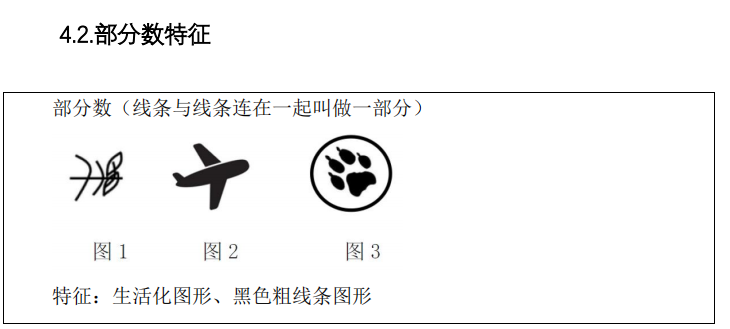 4.2.部分数特征
部分数（线条与线条连在一起叫做一部分）
图 1 图 2 图 3
特征：生活化图形、黑色粗线条图形